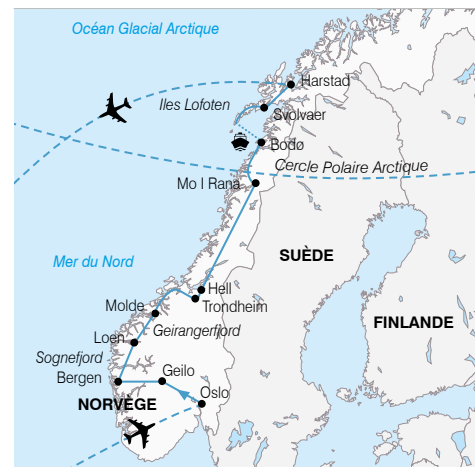 Océan Glacial Arctique
Harstad
Iles Lofoten
Svolvaer
Bodø
Cercle Polaire Arctique
Mo I Rana
SUÈDE
Mer du Nord
Hell
Molde
Trondheim
FINLANDE
Loen
Geirangerfjord
Sognefjord
Geilo
Bergen
Oslo
NORVÈGE